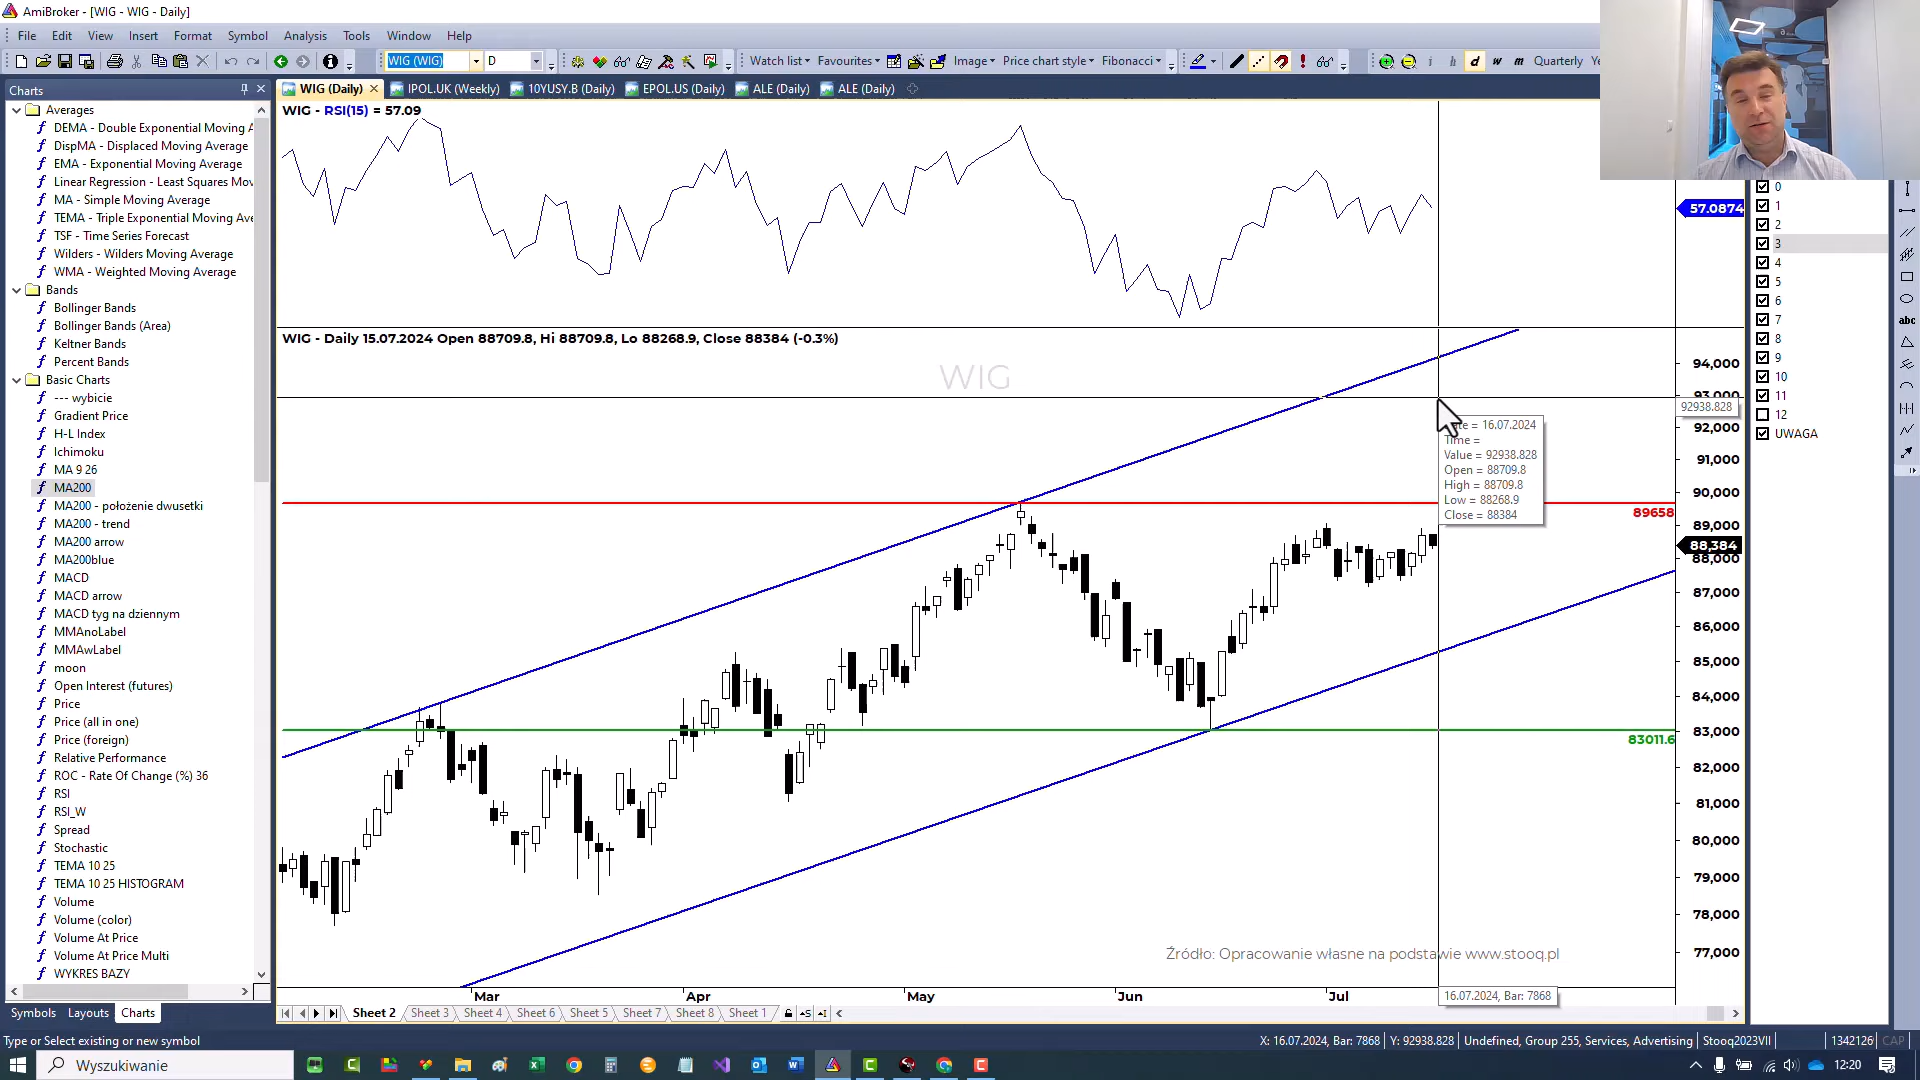 AmiBroker - [WIG - WIG - Daily]
File Edit View Insert Format Symbol Analysis Tools Window Help
WIG (WIG) D Watch list Favourites Image Price chart style Fibonacci i h d w m Quarterly
Charts
WIG (Daily) IPOL.UK (Weekly) 10YUSY.B (Daily) EPOL.US (Daily) ALE (Daily) ALE (Daily)
Averages
DEMA - Double Exponential Moving A
DispMA - Displaced Moving Average
EMA - Exponential Moving Average
Linear Regression - Least Squares Mov
MA - Simple Moving Average
TEMA - Triple Exponential Moving Ave
TSF - Time Series Forecast
Wilders - Wilders Moving Average
WMA - Weighted Moving Average
Bands
Bollinger Bands
Bollinger Bands (Area)
Keltner Bands
Percent Bands
Basic Charts
--- wybicie
Gradient Price
H-L Index
Ichimoku
MA 9 26
MA200
MA200 - położenie dwusetki
MA200 - trend
MA200 arrow
MA200blue
MACD
MACD arrow
MACD tyg na dziennym
MMAnoLabel
MMAwLabel
moon
Open Interest (futures)
Price
Price (all in one)
Price (foreign)
Relative Performance
ROC - Rate Of Change (%) 36
RSI
RSI_W
Spread
Stochastic
TEMA 10 25
TEMA 10 25 HISTOGRAM
Volume
Volume (color)
Volume At Price
Volume At Price Multi
WYKRES BAZY
Symbols Layouts Charts
WIG - RSI(15) = 57.09
57.0874
WIG - Daily 15.07.2024 Open 88709.8, Hi 88709.8, Lo 88268.9, Close 88384 (-0.3%)
WIG
94,000
93,000
92938.828
92,000
91,000
90,000
89658
89,000
88,384
88,000
87,000
86,000
85,000
84,000
83,000
83011.6
82,000
81,000
80,000
79,000
78,000
77,000
= 16.07.2024
Time =
Value = 92938.828
Open = 88709.8
High = 88709.8
Low = 88268.9
Close = 88384
Źródło: Opracowanie własne na podstawie www.stooq.pl
Mar Apr May Jun Jul
16.07.2024, Bar: 7868
Sheet 2 Sheet 3 Sheet 4 Sheet 5 Sheet 6 Sheet 5 Sheet 7 Sheet 8 Sheet 1
0
1
2
3
4
5
6
7
8
9
10
11
12
UWAGA
abc
Type or Select existing or new symbol
X: 16.07.2024, Bar: 7868 Y: 92938.828 Undefined, Group 255, Services, Advertising Stooq2023VII 1342126 CAP
Wyszukiwanie
12:20